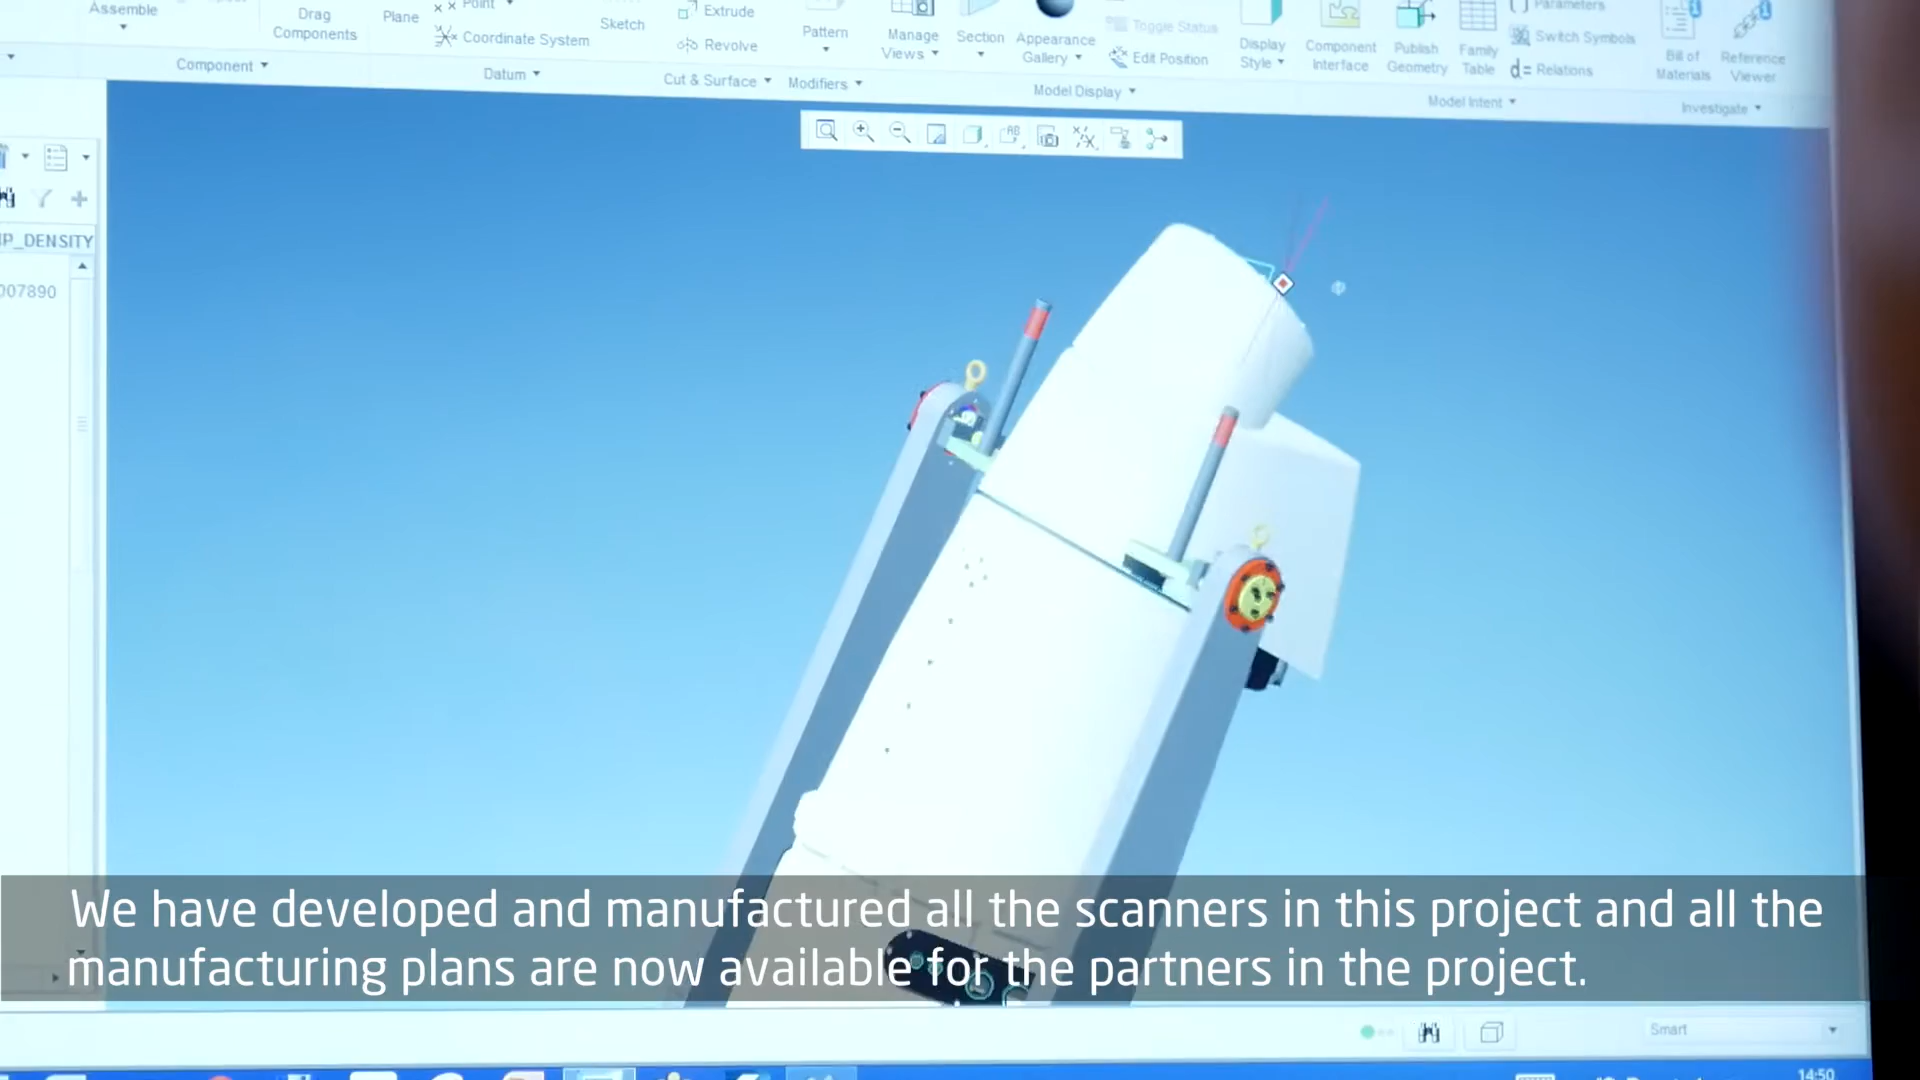 Assemble
Drag
Components
Component
Plane
Point
Coordinate System
Datum
Sketch
Extrude
Revolve
Cut & Surface
Pattern
Modifiers
Manage
Views
Section
Appearance
Gallery
Toggle Status
Edit Position
Model Display
Display
Style
Component
Interface
Publish
Geometry
Family
Table
Parameters
Switch Symbols
d= Relations
Model Intent
Bill of
Materials
Reference
Viewer
Investigate
IP_DENSITY
007890
We have developed and manufactured all the scanners in this project and all the
manufacturing plans are now available for the partners in the project.
Smart
14:50